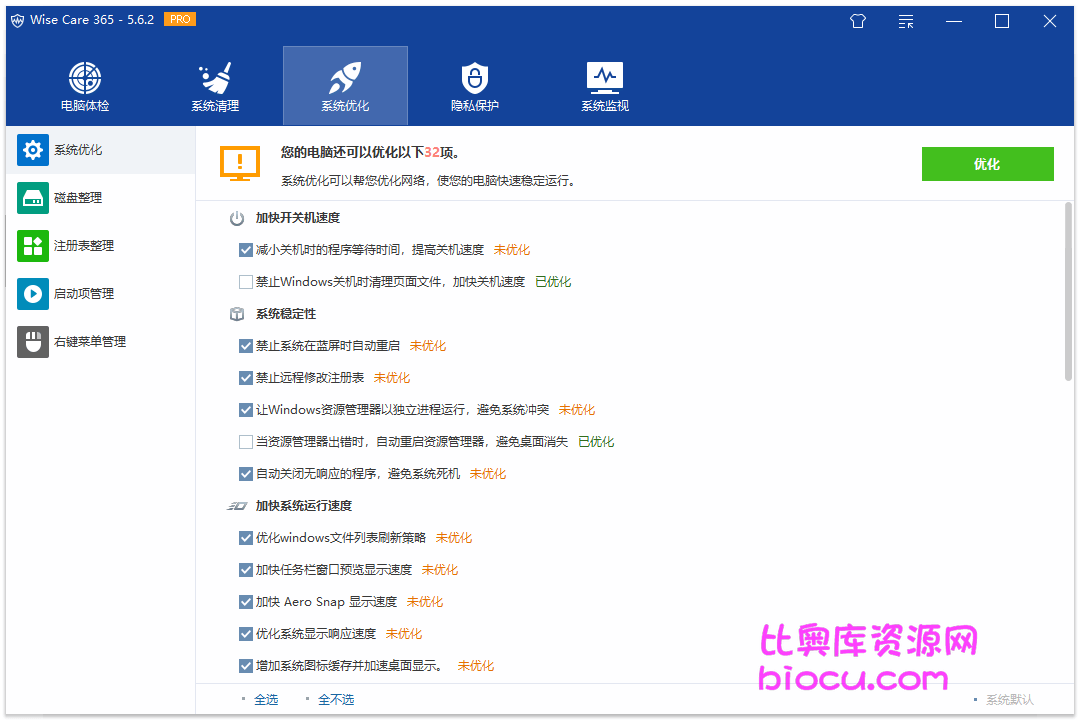 Wise Care 365 - 5.6.2 PRO
电脑体检 系统清理 系统优化 隐私保护 系统监视
系统优化
磁盘整理
注册表整理
启动项管理
右键菜单管理
您的电脑还可以优化以下32项。
系统优化可以帮您优化网络，使您的电脑快速稳定运行。
优化
加快开关机速度
减小关机时的程序等待时间，提高关机速度 未优化
禁止Windows关机时清理页面文件，加快关机速度 已优化
系统稳定性
禁止系统在蓝屏时自动重启 未优化
禁止远程修改注册表 未优化
让Windows资源管理器以独立进程运行，避免系统冲突 未优化
当资源管理器出错时，自动重启资源管理器，避免桌面消失 已优化
自动关闭无响应的程序，避免系统死机 未优化
加快系统运行速度
优化windows文件列表刷新策略 未优化
加快任务栏窗口预览显示速度 未优化
加快 Aero Snap 显示速度 未优化
优化系统显示响应速度 未优化
增加系统图标缓存并加速桌面显示。 未优化
比奥库资源网
biocu.com
全选 全不选 系统默认